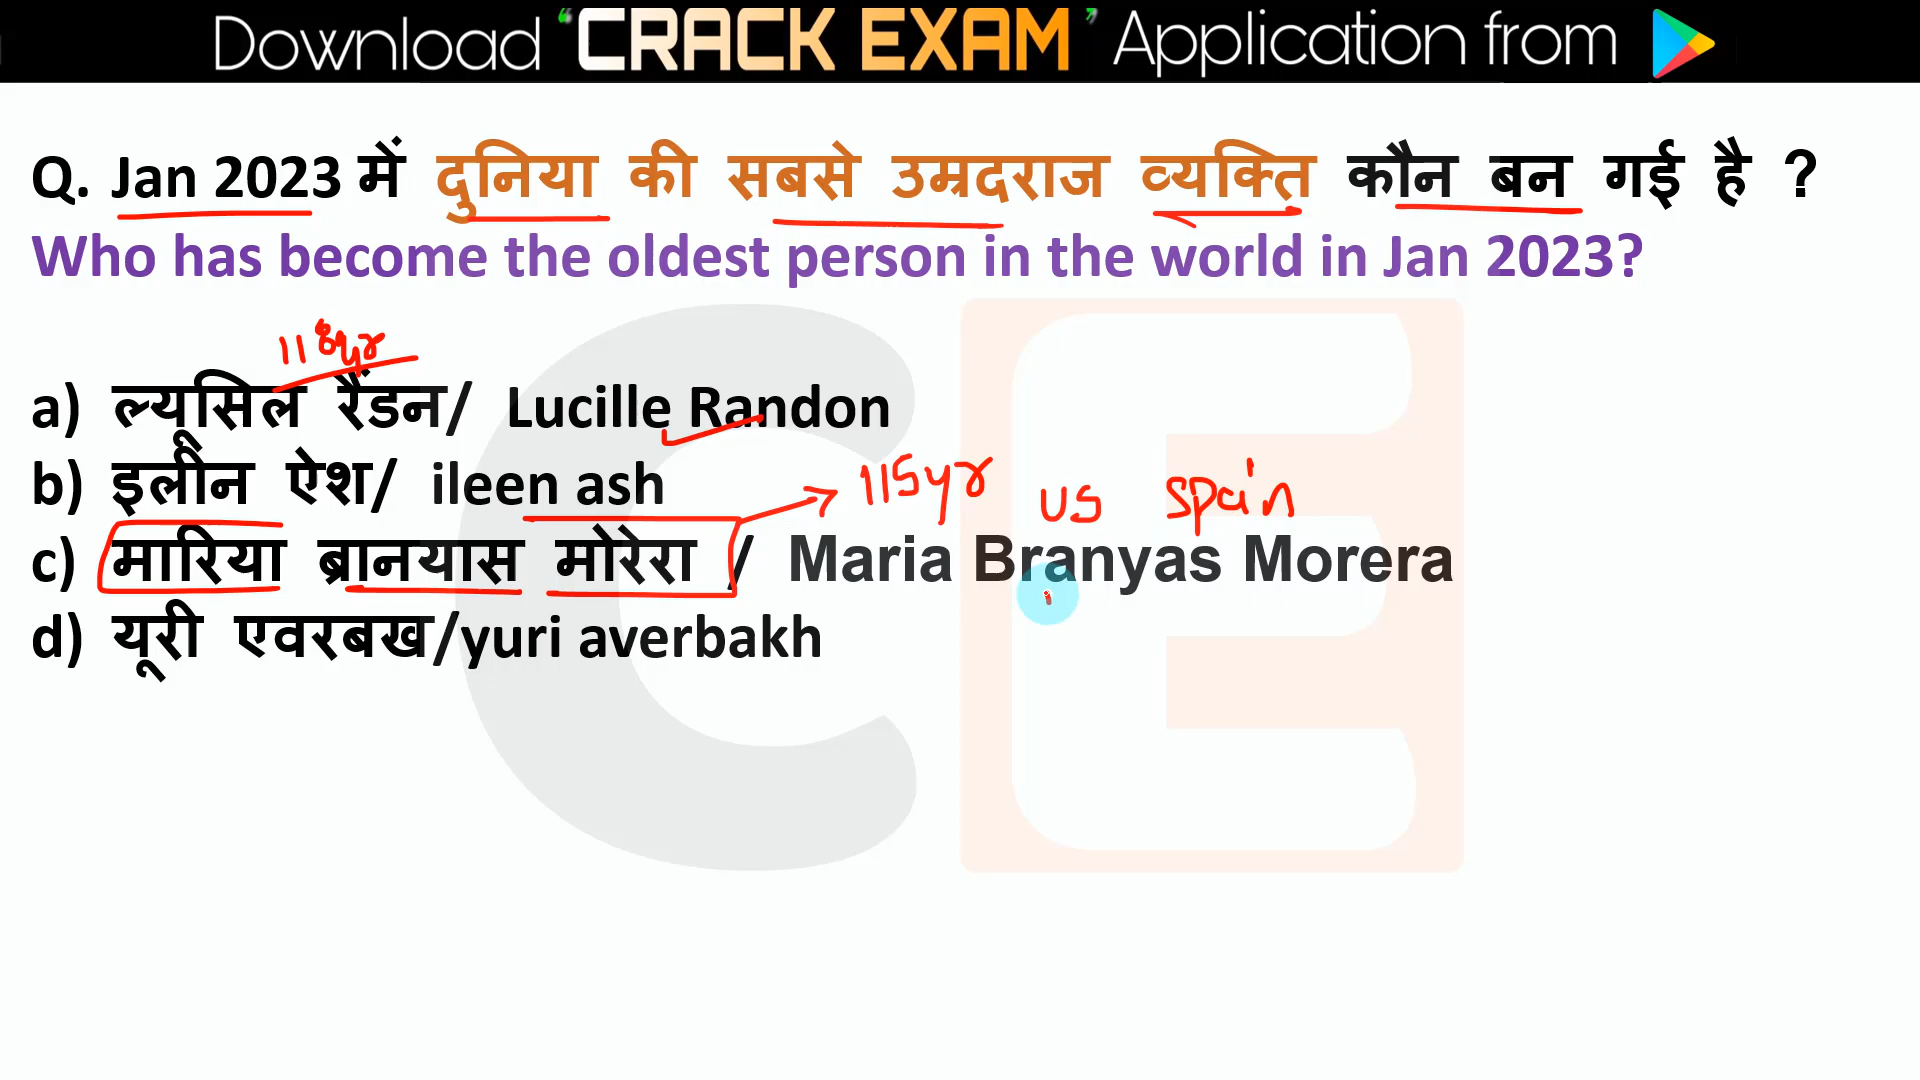 Download ‘CRACK EXAM’ Application from
Q. Jan 2023 में दुनिया की सबसे उम्रदराज व्यक्ति कौन बन गई है ?
Who has become the oldest person in the world in Jan 2023?
118yr
a) ल्यूसिल रैंडन/ Lucille Randon
b) इलीन ऐश/ ileen ash
115yr US Spain
c) मारिया ब्रानयास मोरेरा / Maria Branyas Morera
d) यूरी एवरबख/yuri averbakh
CE